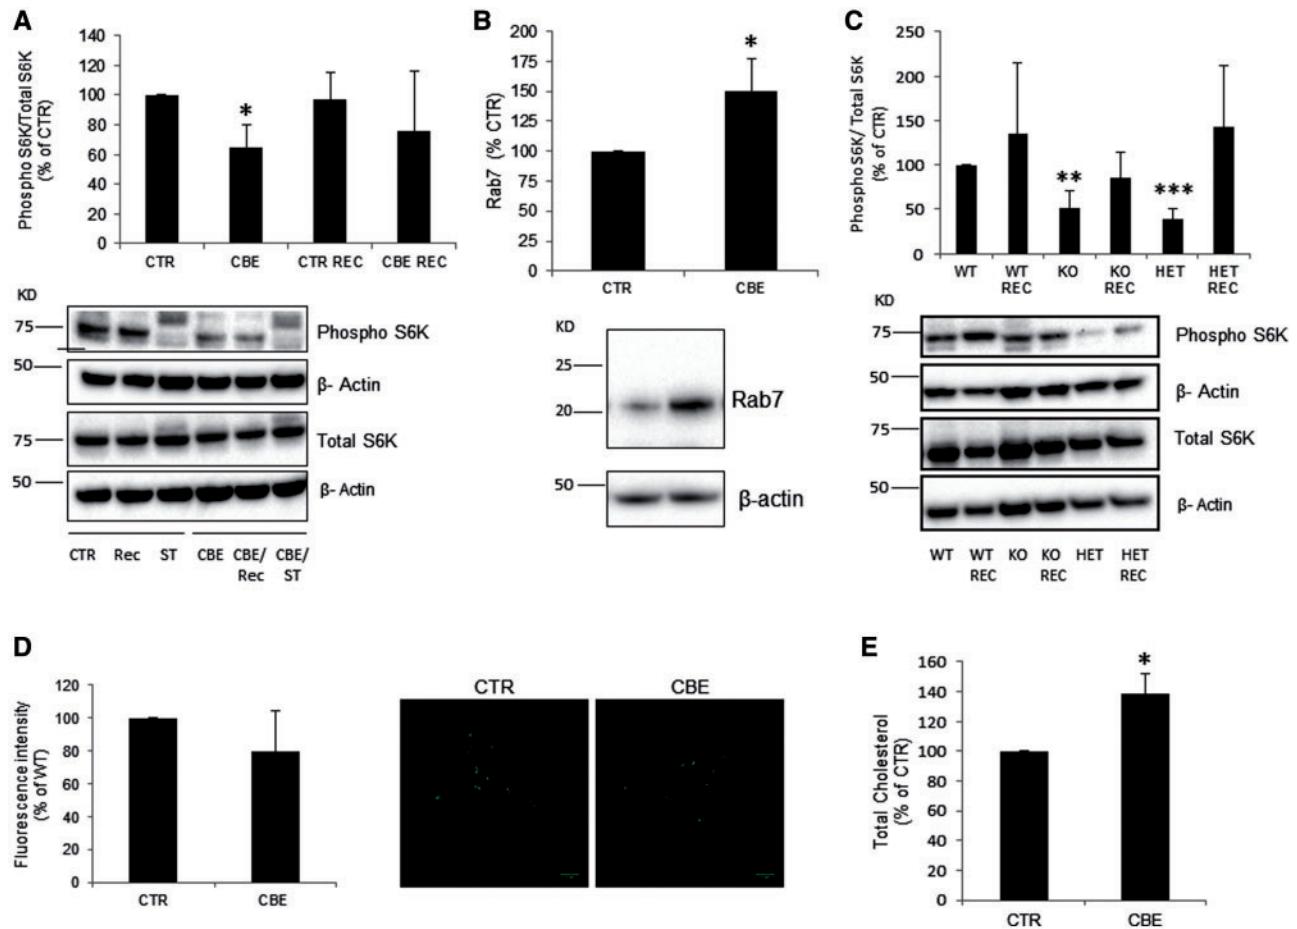 A
Phospho S6K/Total S6K
(% of CTR)
140
120
100
80
60
40
20
0
*
CTR CBE CTR REC CBE REC
KD
75
Phospho S6K
50
β- Actin
75
Total S6K
50
β- Actin
CTR Rec ST CBE CBE/ CBE/
Rec ST
B
Rab7 (% CTR)
200
175
150
125
100
75
50
25
0
*
CTR CBE
KD
25
20
Rab7
50
β-actin
C
Phospho S6K/ Total S6K
(% of CTR)
250
200
150
100
50
0
** ***
WT WT KO KO HET HET
REC REC REC
KD
75
Phospho S6K
50
β- Actin
75
Total S6K
50
β- Actin
WT WT KO KO HET HET
REC REC REC
D
Fluorescence intensity
(% of WT)
120
100
80
60
40
20
0
CTR CBE
CTR CBE
E
Total Cholesterol
(% of CTR)
160
140
120
100
80
60
40
20
0
*
CTR CBE